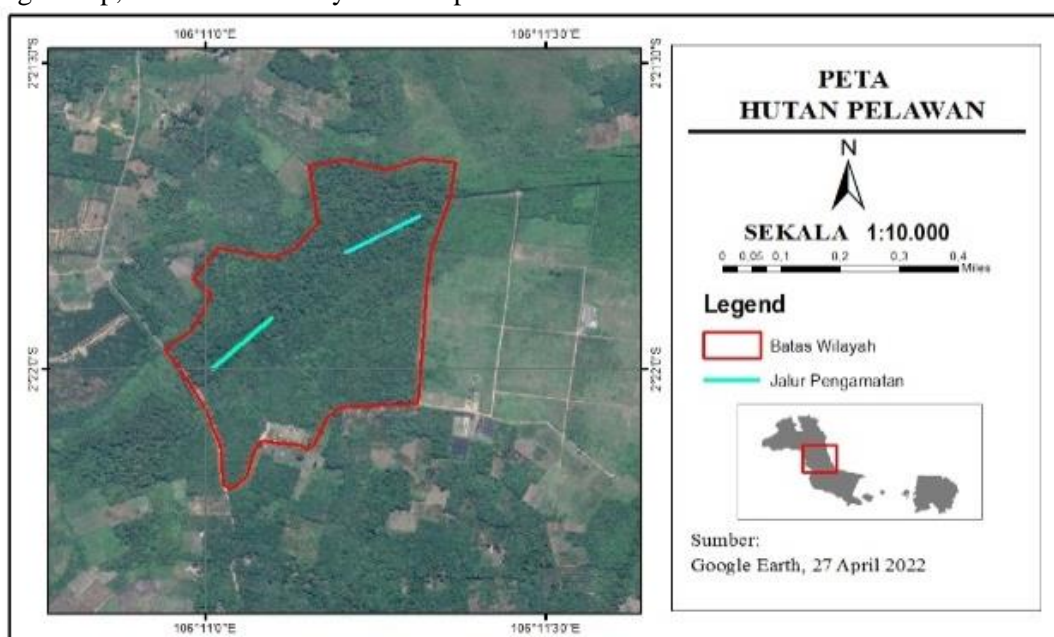 106°11'0"E 106°11'30"E
2°21'30"S 2°21'30"S
2°22'0"S 2°22'0"S
106°11'0"E 106°11'30"E
PETA
HUTAN PELAWAN
N
SEKALA 1:10.000
0 0,05 0,1 0,2 0,3 0,4
Miles
Legend
Batas Wilayah
Jalur Pengamatan
Sumber:
Google Earth, 27 April 2022